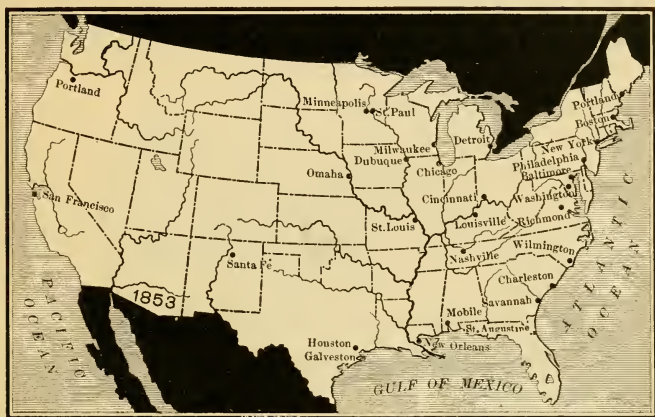 Portland
Minneapolis
St. Paul
Portland
Boston
Milwaukee
Detroit
New York
Dubuque
Philadelphia
Chicago
Baltimore
Omaha
Cincinnati
Washington
San Francisco
St. Louis
Louisville
Richmond
Santa Fe
Nashville
Wilmington
1853
Charleston
Savannah
Mobile
St. Augustine
Houston
New Orleans
Galveston
PACIFIC
OCEAN
ATLANTIC
OCEAN
GULF OF MEXICO